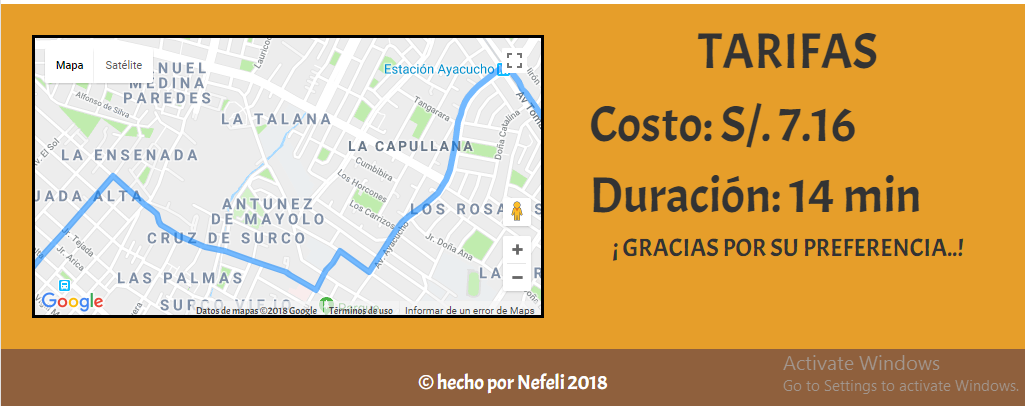 TARIFAS
Costo: S/. 7.16
Duración: 14 min
¡ GRACIAS POR SU PREFERENCIA..!
Mapa
Satélite
NUEL
MEDINA
PAREDES
Estación Ayacucho
Alfonso de Silva
Tangarara
LA TALANA
Doña Catalina
Av. El Sol
LA CAPULLANA
LA ENSENADA
Cumbibira
Los Horcones
UADA ALTA
ANTUNEZ
DE MAYOLO
Los Carrizos
LOS ROSA
Jr. Tejada
CRUZ DE SURCO
Av. Ayacucho
Jr. Doña Ana
Jr. Arica
LAS PALMAS
LA
SURCO VIEJO
Google
Datos de mapas ©2018 Google
Términos de uso
Informar de un error de Maps
© hecho por Nefeli 2018
Activate Windows
Go to Settings to activate Windows.